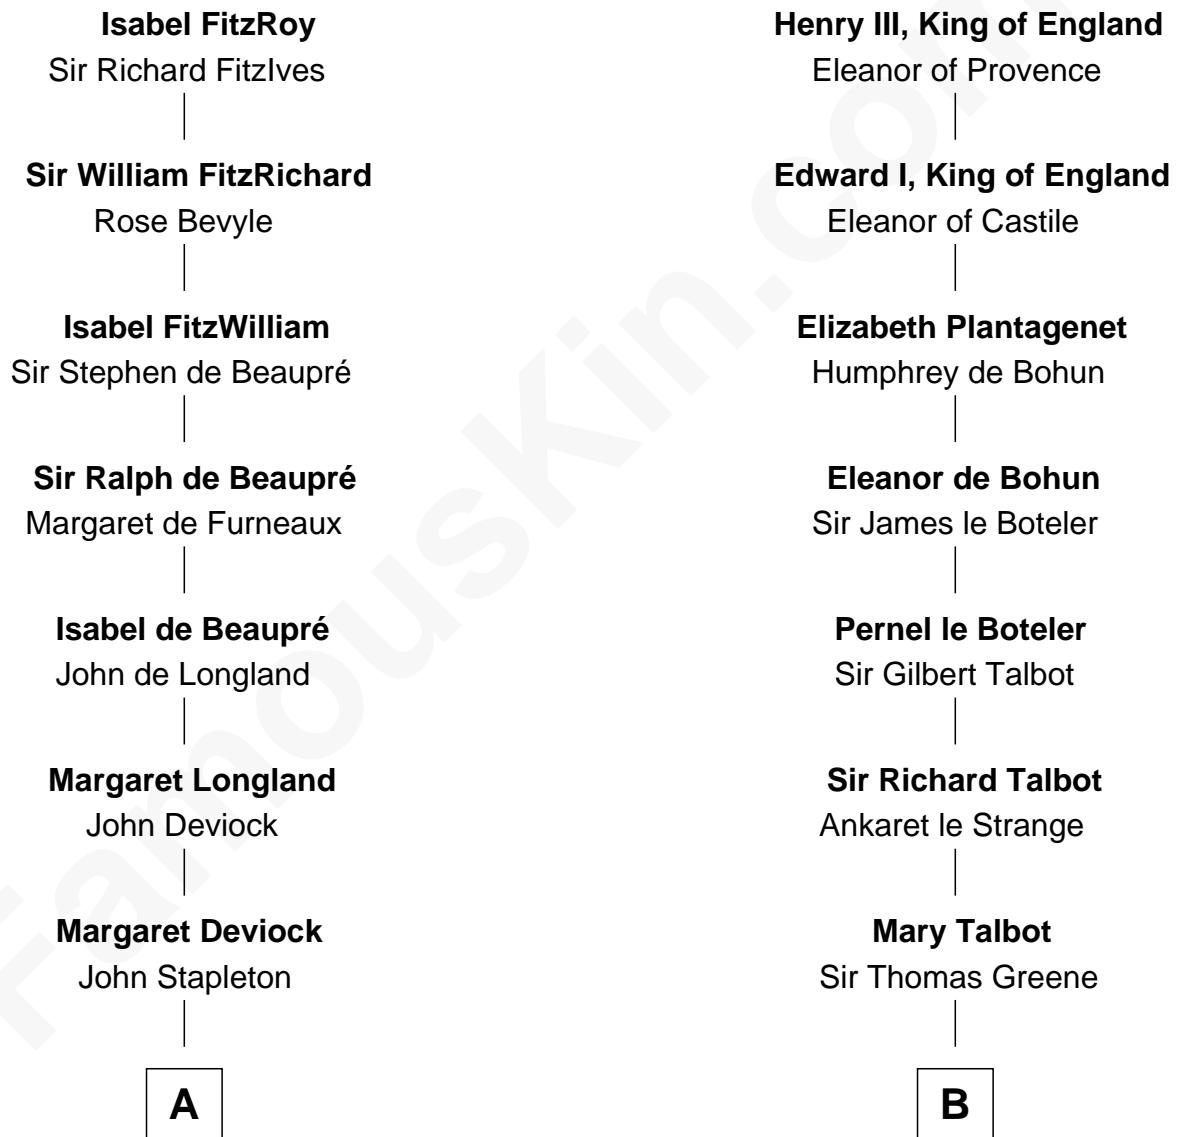 Isabel FitzRoy
Sir Richard FitzIves
Sir William FitzRichard
Rose Bevyle
Isabel FitzWilliam
Sir Stephen de Beaupré
Sir Ralph de Beaupré
Margaret de Furneaux
Isabel de Beaupré
John de Longland
Margaret Longland
John Deviock
Margaret Deviock
John Stapleton
A
Henry III, King of England
Eleanor of Provence
Edward I, King of England
Eleanor of Castile
Elizabeth Plantagenet
Humphrey de Bohun
Eleanor de Bohun
Sir James le Boteler
Pernel le Boteler
Sir Gilbert Talbot
Sir Richard Talbot
Ankaret le Strange
Mary Talbot
Sir Thomas Greene
B
FamousKin.com